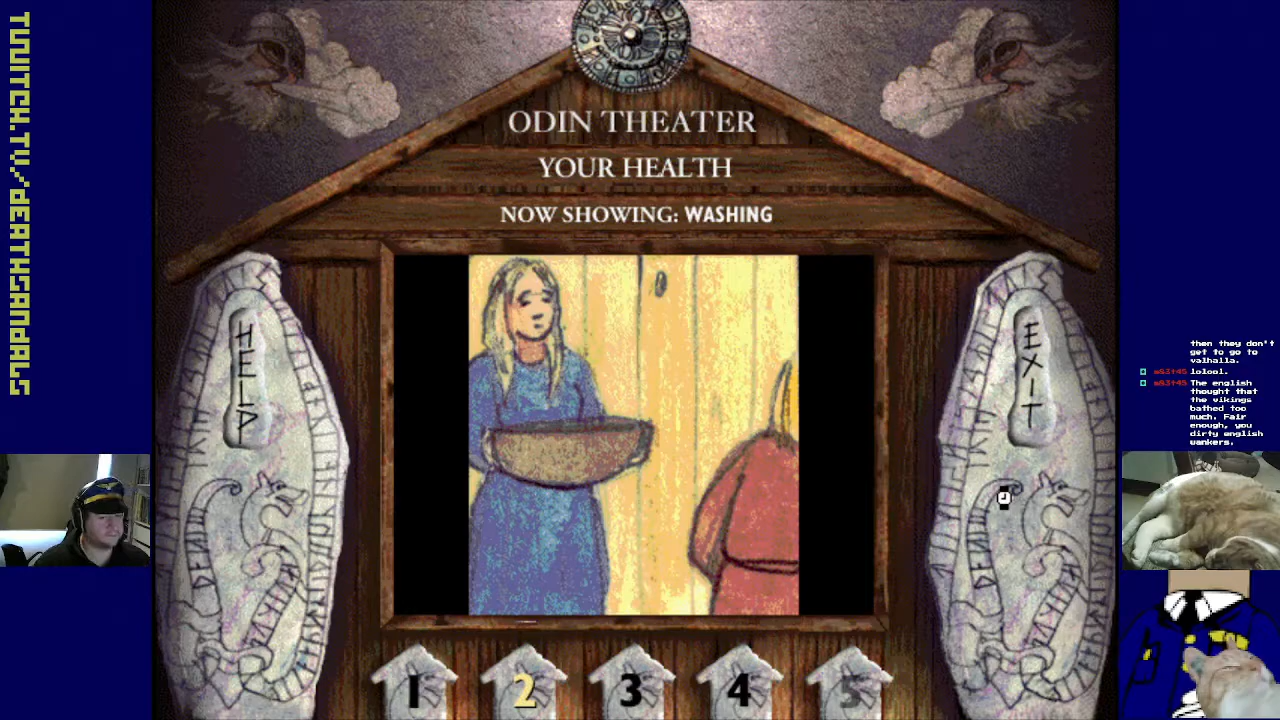 TWITCH.TV/DEATHSANDALS
ODIN THEATER
YOUR HEALTH
NOW SHOWING: WASHING
HELP
EXIT
then they don't
get to go to
valhalla.
m83t45 lolool.
m83t45 The english
thought that
the vikings
bathed too
much. Fair
enough, you
dirty english
wankers.
1
2
3
4
5